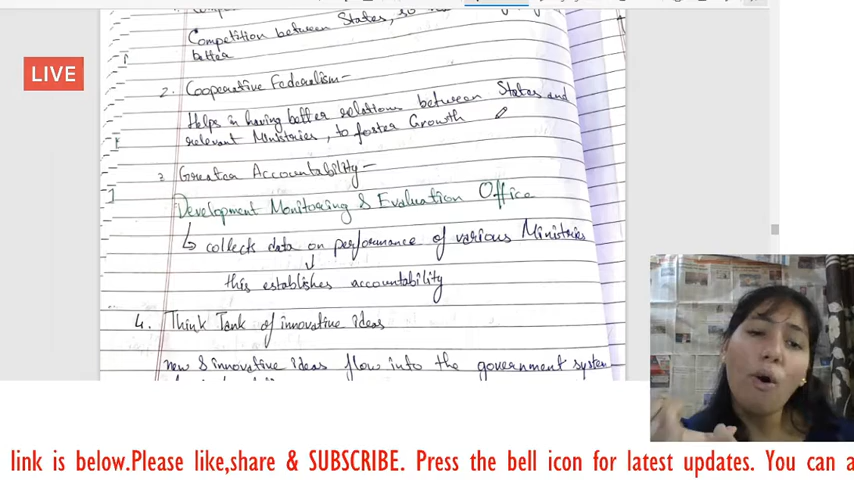 Competition between States, so
better
LIVE
2. Cooperative Federalism-
Helps in having better relations between States and
relevant Ministries, to foster Growth
3. Greater Accountability-
Development Monitoring & Evaluation Office
↳ collects data on performance of various Ministries
↓
this establishes accountability
4. Think Tank of innovative ideas
new & innovative ideas flow into the government system
link is below.Please like,share & SUBSCRIBE. Press the bell icon for latest updates. You can a